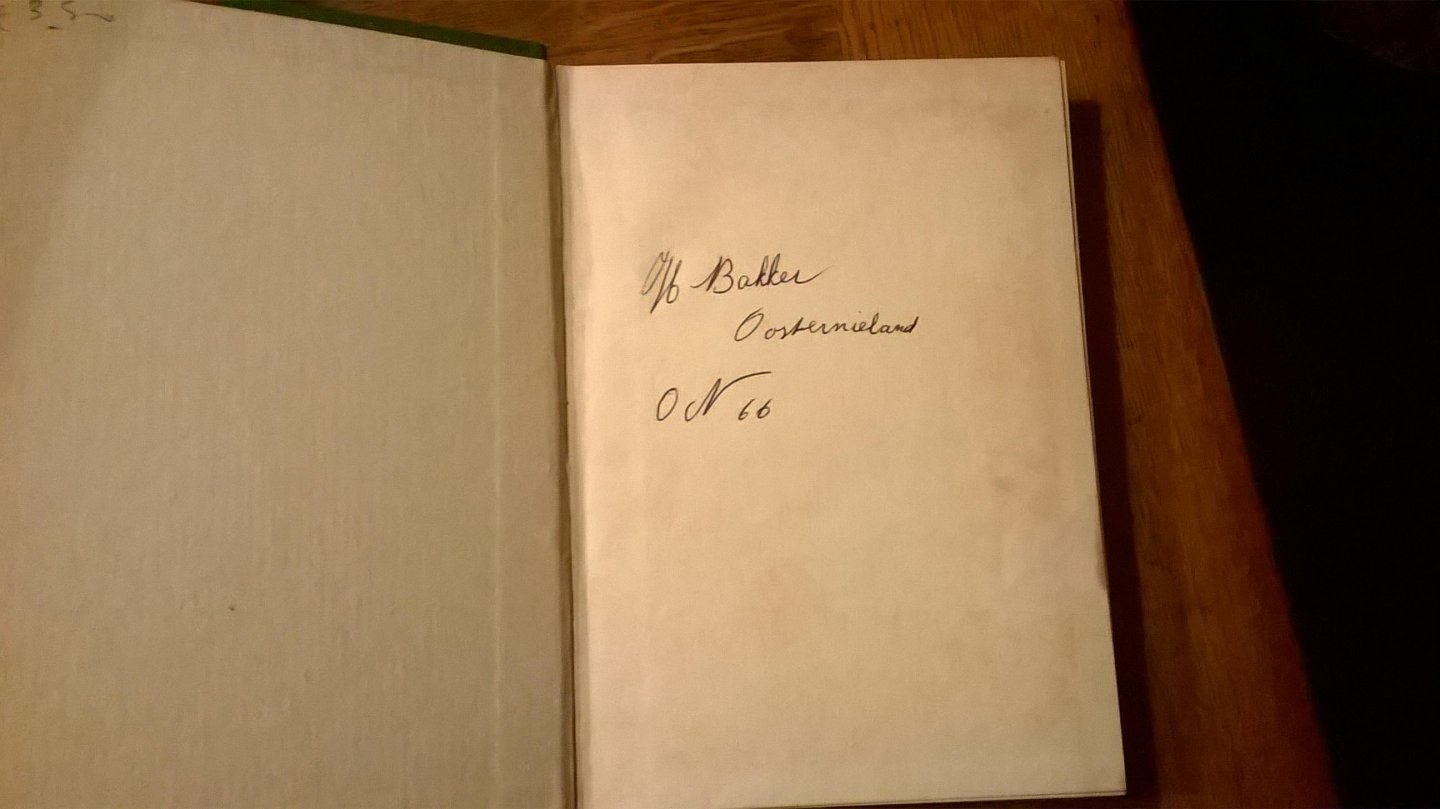 H Bakker
Oosternieland
ON 66